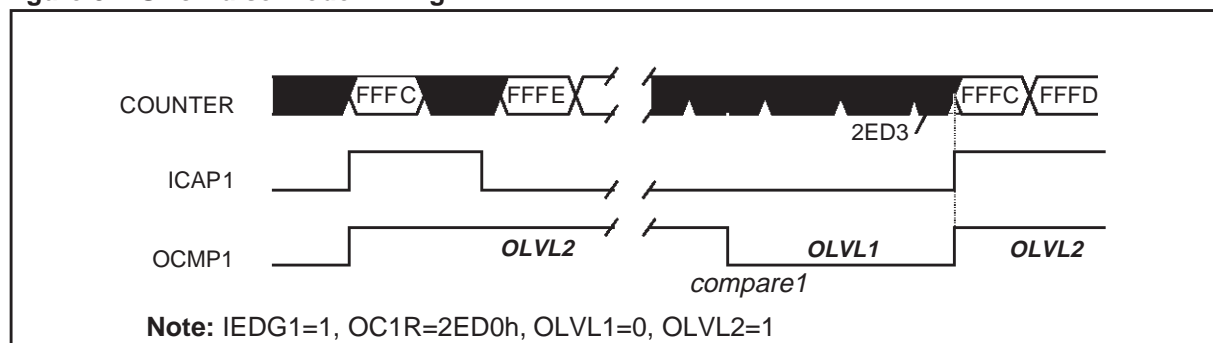 COUNTER FFFC FFFE FFFC FFFD
2ED3
ICAP1
OCMP1 OLVL2 OLVL1 OLVL2
compare1
Note: IEDG1=1, OC1R=2ED0h, OLVL1=0, OLVL2=1